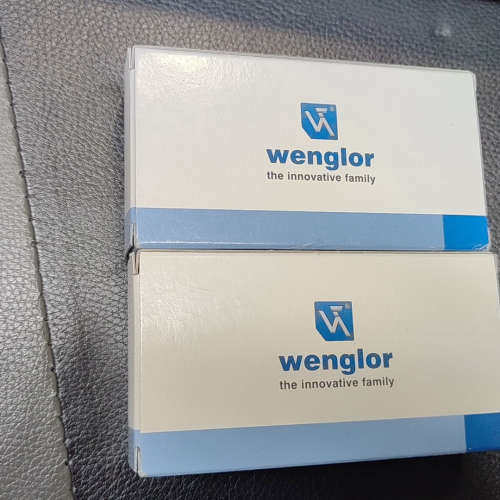 wenglor
the innovative family
wenglor
the innovative family